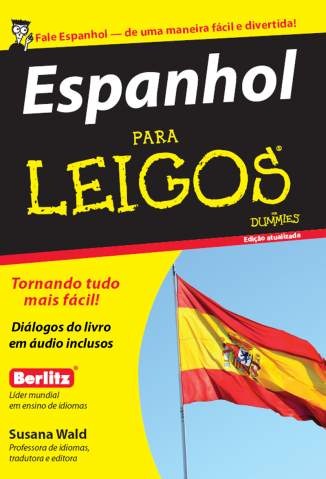 Fale Espanhol — de uma maneira fácil e divertida!
Espanhol
PARA
LEIGOS®
FOR
DUMMIES®
Edição atualizada
Tornando tudo
mais fácil!
Diálogos do livro
em áudio inclusos
Berlitz®
Líder mundial
em ensino de idiomas
Susana Wald
Professora de idiomas,
tradutora e editora